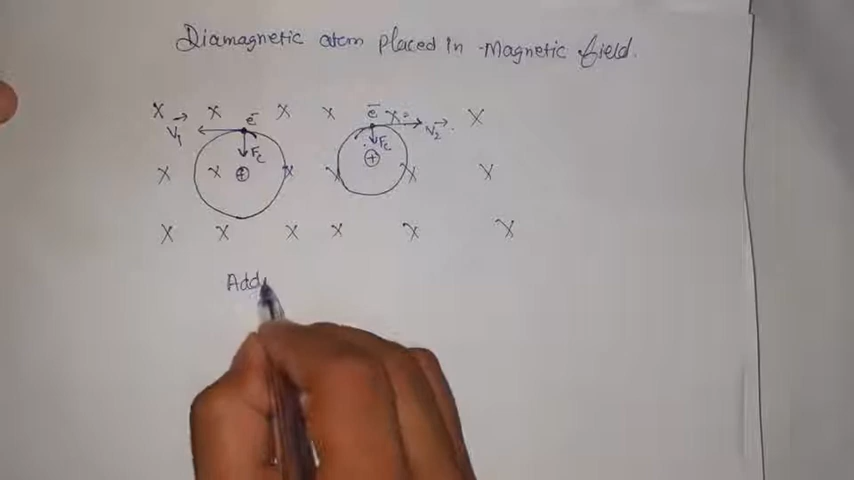 Diamagnetic atom placed in Magnetic field.
X X X X e⁻ X X
V₁ e⁻ V₂
Fc Fc
X X + X X + X X
X X X X X X
Add